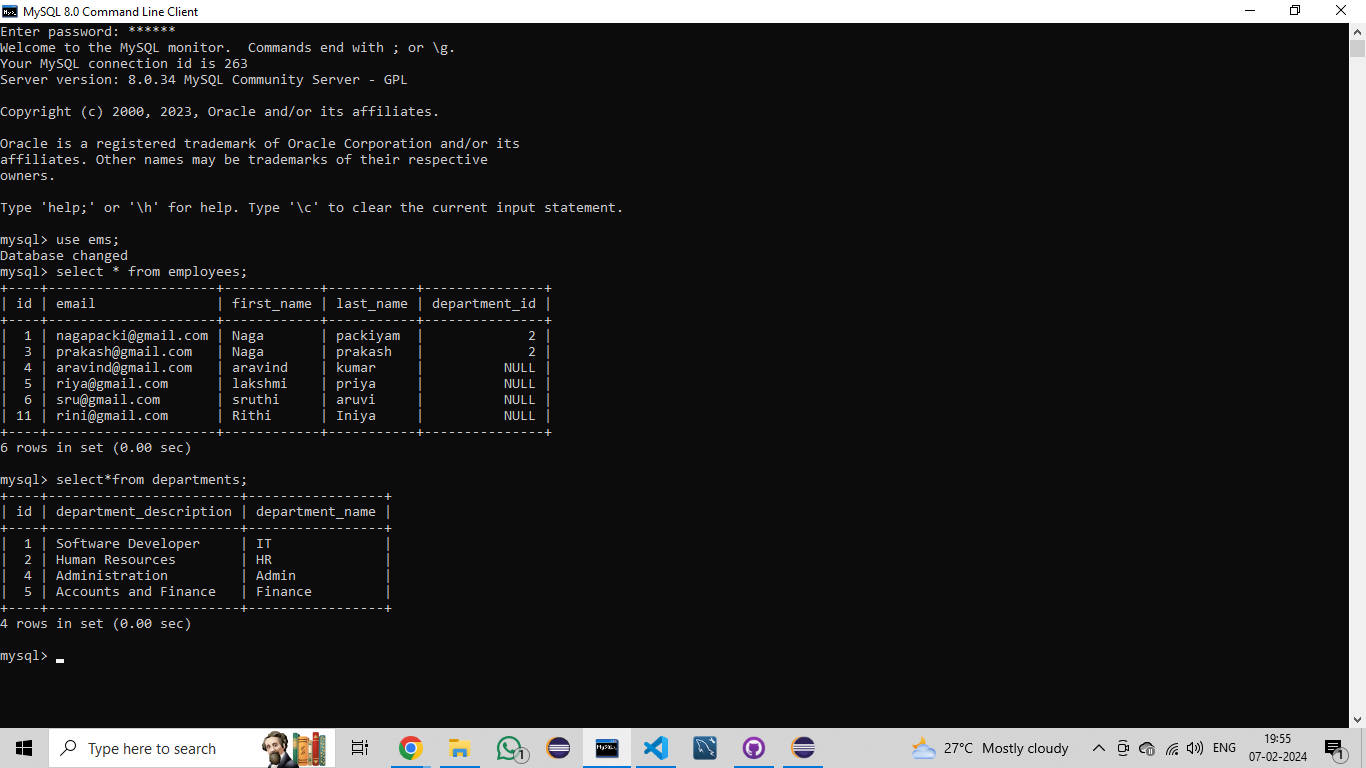 MySQL 8.0 Command Line Client
Enter password: ******
Welcome to the MySQL monitor.  Commands end with ; or \g.
Your MySQL connection id is 263
Server version: 8.0.34 MySQL Community Server - GPL
Copyright (c) 2000, 2023, Oracle and/or its affiliates.
Oracle is a registered trademark of Oracle Corporation and/or its
affiliates. Other names may be trademarks of their respective
owners.
Type 'help;' or '\h' for help. Type '\c' to clear the current input statement.
mysql> use ems;
Database changed
mysql> select * from employees;
+----+---------------------+------------+-----------+---------------+
| id | email               | first_name | last_name | department_id |
+----+---------------------+------------+-----------+---------------+
|  1 | nagapacki@gmail.com | Naga       | packiyam  |             2 |
|  3 | prakash@gmail.com   | Naga       | prakash   |             2 |
|  4 | aravind@gmail.com   | aravind    | kumar     |          NULL |
|  5 | riya@gmail.com      | lakshmi    | priya     |          NULL |
|  6 | sru@gmail.com       | sruthi     | aruvi     |          NULL |
| 11 | rini@gmail.com      | Rithi      | Iniya     |          NULL |
+----+---------------------+------------+-----------+---------------+
6 rows in set (0.00 sec)
mysql> select*from departments;
+----+------------------------+-----------------+
| id | department_description | department_name |
+----+------------------------+-----------------+
|  1 | Software Developer     | IT              |
|  2 | Human Resources        | HR              |
|  4 | Administration         | Admin           |
|  5 | Accounts and Finance   | Finance         |
+----+------------------------+-----------------+
4 rows in set (0.00 sec)
mysql>
Type here to search
1
MySQL
27°C Mostly cloudy
ENG
19:55
07-02-2024
1